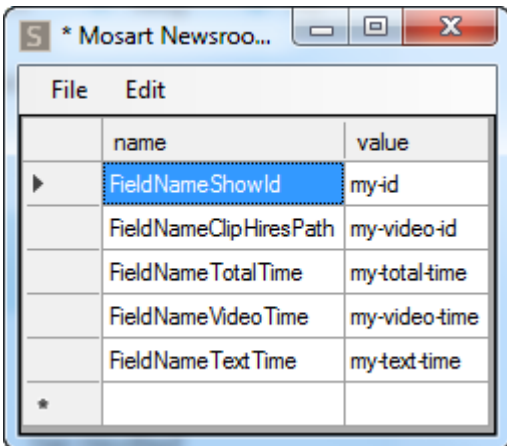 S * Mosart Newsroo...
File Edit
name value
FieldNameShowId my-id
FieldNameClipHiresPath my-video-id
FieldNameTotalTime my-total-time
FieldNameVideoTime my-video-time
FieldNameTextTime my-text-time
*